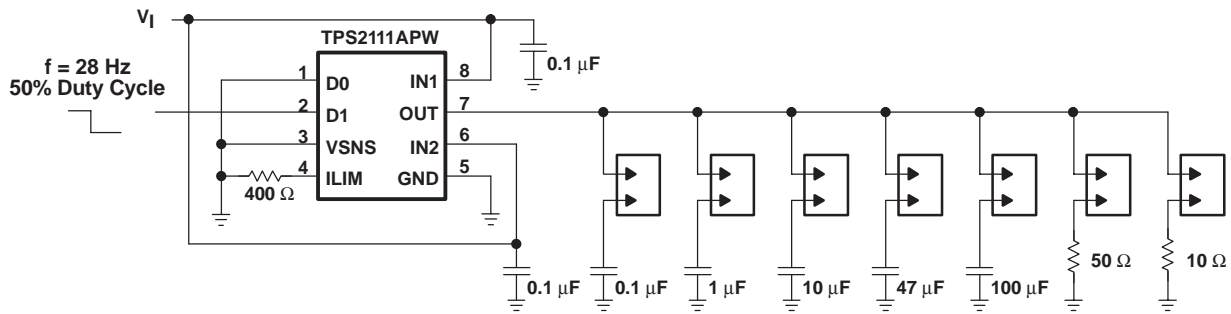 VI
TPS2111APW
f = 28 Hz
50% Duty Cycle
0.1 µF
1 D0 IN1 8
2 D1 OUT 7
3 VSNS IN2 6
4 ILIM GND 5
400 Ω
0.1 µF
0.1 µF
1 µF
10 µF
47 µF
100 µF
50 Ω
10 Ω